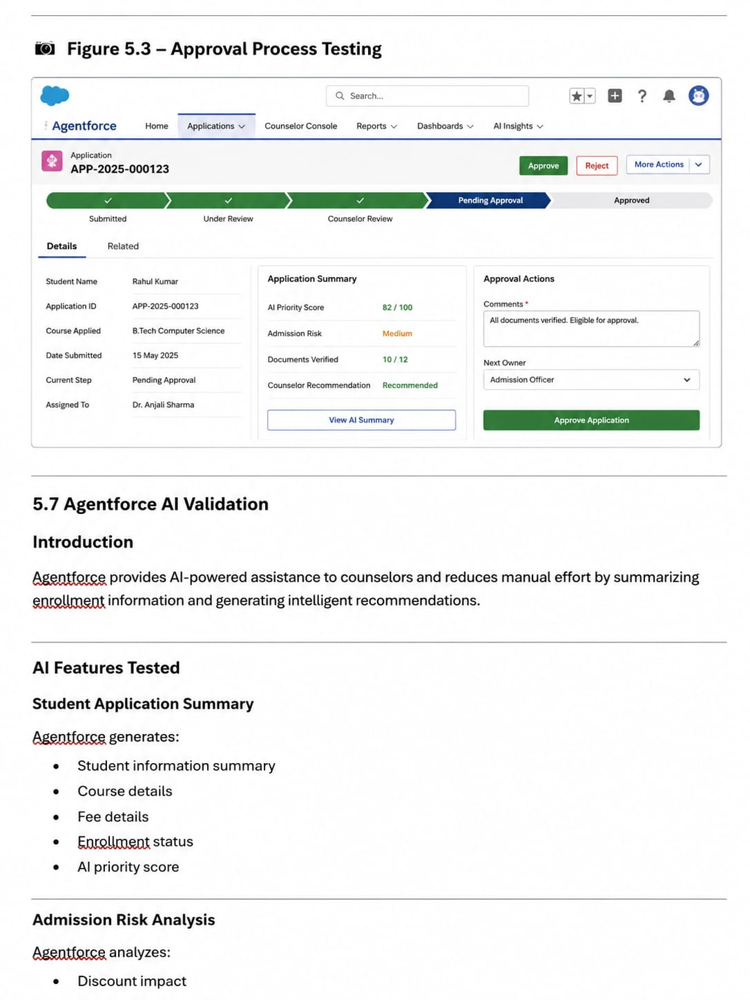 Figure 5.3 – Approval Process Testing
Search...
Agentforce
Home
Applications
Counselor Console
Reports
Dashboards
AI Insights
Application
APP-2025-000123
Approve
Reject
More Actions
Pending Approval
Approved
Submitted
Under Review
Counselor Review
Details
Related
Student Name Rahul Kumar
Application ID APP-2025-000123
Course Applied B.Tech Computer Science
Date Submitted 15 May 2025
Current Step Pending Approval
Assigned To Dr. Anjali Sharma
Application Summary
AI Priority Score 82 / 100
Admission Risk Medium
Documents Verified 10 / 12
Counselor Recommendation Recommended
View AI Summary
Approval Actions
Comments *
All documents verified. Eligible for approval.
Next Owner
Admission Officer
Approve Application
5.7 Agentforce AI Validation
Introduction
Agentforce provides AI-powered assistance to counselors and reduces manual effort by summarizing
enrollment information and generating intelligent recommendations.
AI Features Tested
Student Application Summary
Agentforce generates:
• Student information summary
• Course details
• Fee details
• Enrollment status
• AI priority score
Admission Risk Analysis
Agentforce analyzes:
• Discount impact